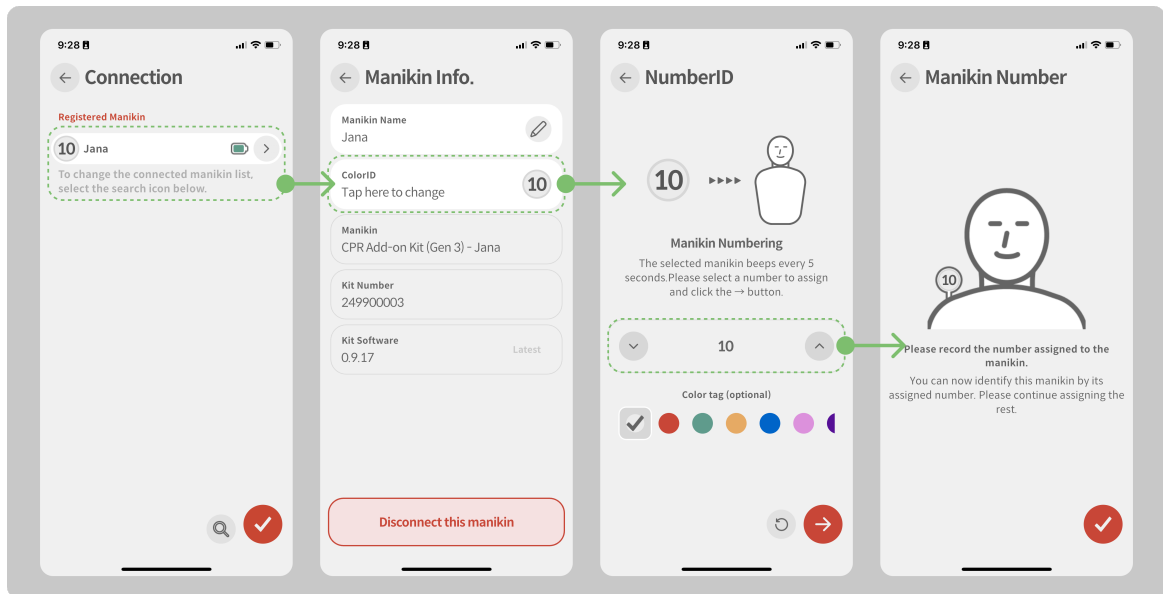 9:28
Connection
Registered Manikin
10 Jana
To change the connected manikin list,
select the search icon below.
9:28
Manikin Info.
Manikin Name
Jana
ColorID
Tap here to change
10
Manikin
CPR Add-on Kit (Gen 3) - Jana
Kit Number
249900003
Kit Software
0.9.17
Latest
Disconnect this manikin
9:28
NumberID
10
Manikin Numbering
The selected manikin beeps every 5
seconds.Please select a number to assign
and click the → button.
10
Color tag (optional)
9:28
Manikin Number
10
Please record the number assigned to the
manikin.
You can now identify this manikin by its
assigned number. Please continue assigning the
rest.